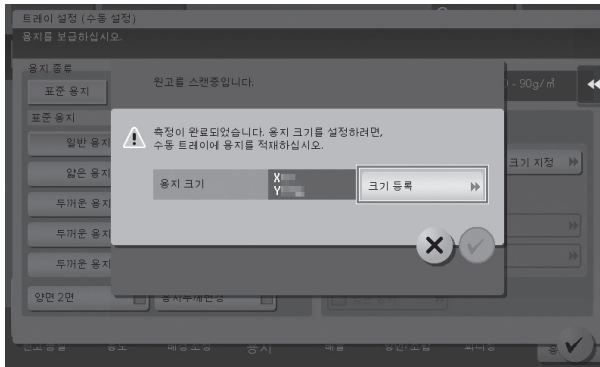 트레이 설정 (수동 설정)
용지를 보급하십시오.
용지 종류
표준 용지
원고를 스캔중입니다.
- 90g/㎡
표준 용지
일반 용지
얇은 용지
두꺼운 용지
두꺼운 용지
두꺼운 용지
크기 지정
측정이 완료되었습니다. 용지 크기를 설정하려면,
수동 트레이에 용지를 적재하십시오.
용지 크기
X
Y
크기 등록
양면 2면
용지